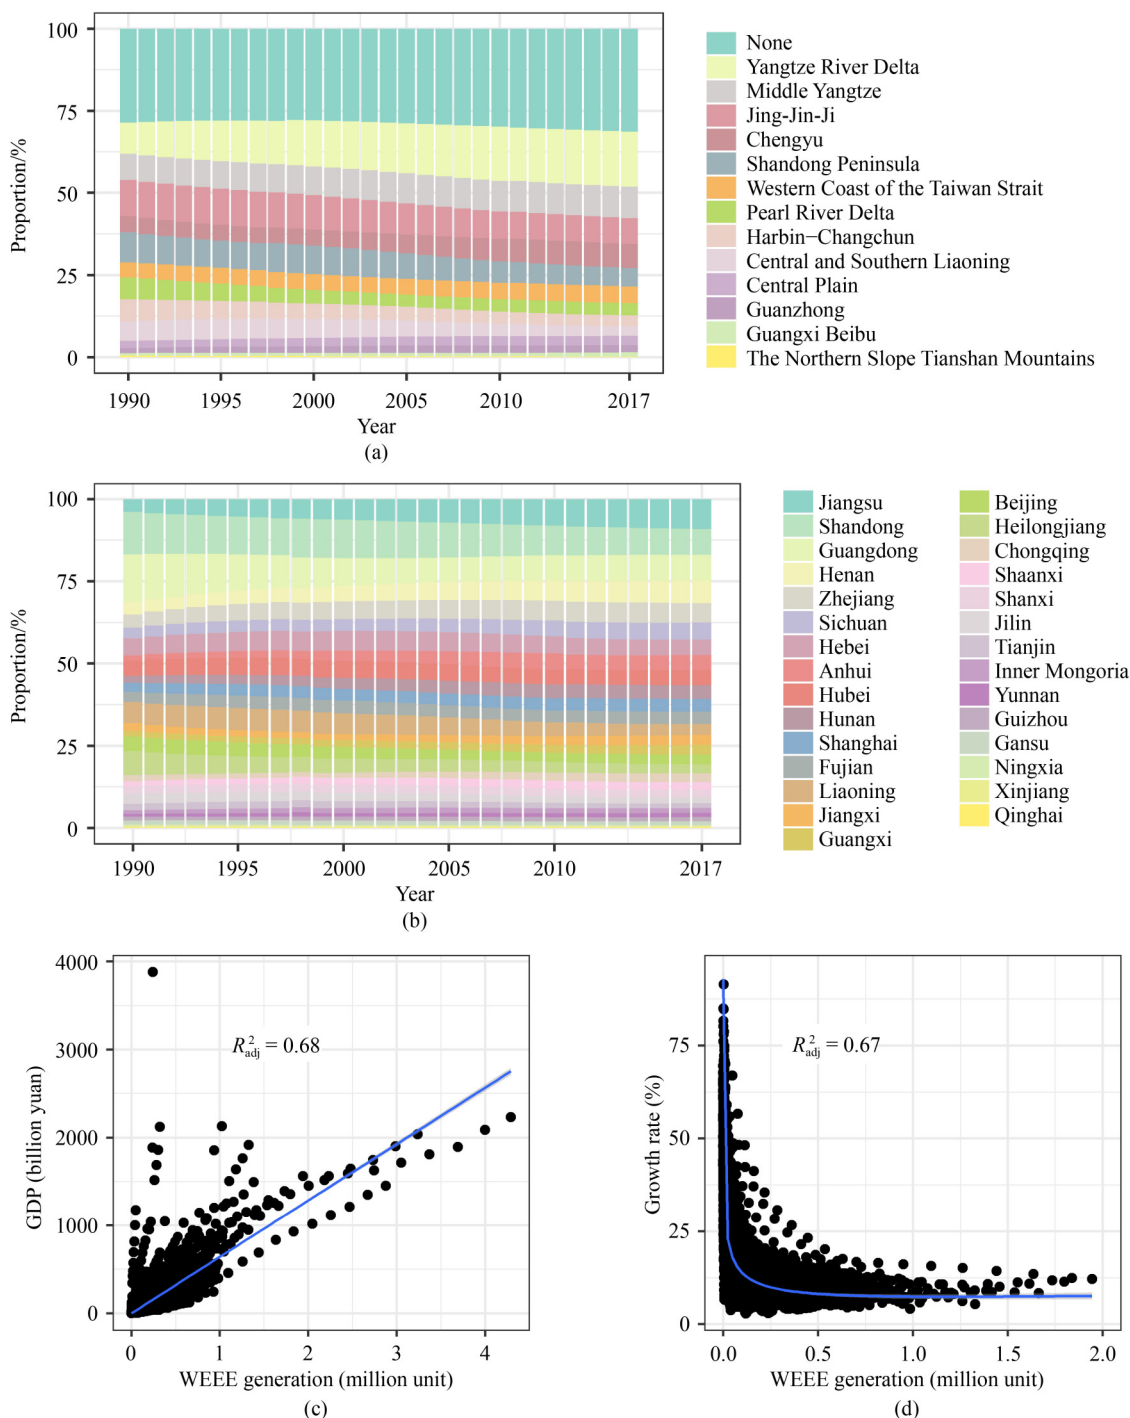 100
75
50
25
0
Proportion/%
1990 1995 2000 2005 2010 2017
Year
(a)
None
Yangtze River Delta
Middle Yangtze
Jing-Jin-Ji
Chengyu
Shandong Peninsula
Western Coast of the Taiwan Strait
Pearl River Delta
Harbin−Changchun
Central and Southern Liaoning
Central Plain
Guanzhong
Guangxi Beibu
The Northern Slope Tianshan Mountains
100
75
50
25
0
Proportion/%
1990 1995 2000 2005 2010 2017
Year
(b)
Jiangsu
Shandong
Guangdong
Henan
Zhejiang
Sichuan
Hebei
Anhui
Hubei
Hunan
Shanghai
Fujian
Liaoning
Jiangxi
Guangxi
Beijing
Heilongjiang
Chongqing
Shaanxi
Shanxi
Jilin
Tianjin
Inner Mongoria
Yunnan
Guizhou
Gansu
Ningxia
Xinjiang
Qinghai
4000
3000
2000
1000
0
GDP (billion yuan)
R²adj = 0.68
0 1 2 3 4
WEEE generation (million unit)
(c)
75
50
25
0
Growth rate (%)
R²adj = 0.67
0.0 0.5 1.0 1.5 2.0
WEEE generation (million unit)
(d)